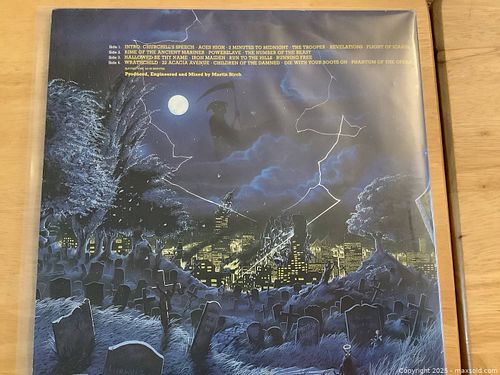 Side 1. INTRO: CHURCHILL'S SPEECH · ACES HIGH · 2 MINUTES TO MIDNIGHT · THE TROOPER · REVELATIONS · FLIGHT OF ICARUS
Side 2. RIME OF THE ANCIENT MARINER · POWERSLAVE · THE NUMBER OF THE BEAST
Side 3. HALLOWED BE THY NAME · IRON MAIDEN · RUN TO THE HILLS · RUNNING FREE
Side 4. WRATHCHILD · 22 ACACIA AVENUE · CHILDREN OF THE DAMNED · DIE WITH YOUR BOOTS ON · PHANTOM OF THE OPERA
Produced, Engineered and Mixed by Martin Birch
Copyright 2025 - maxsold.com